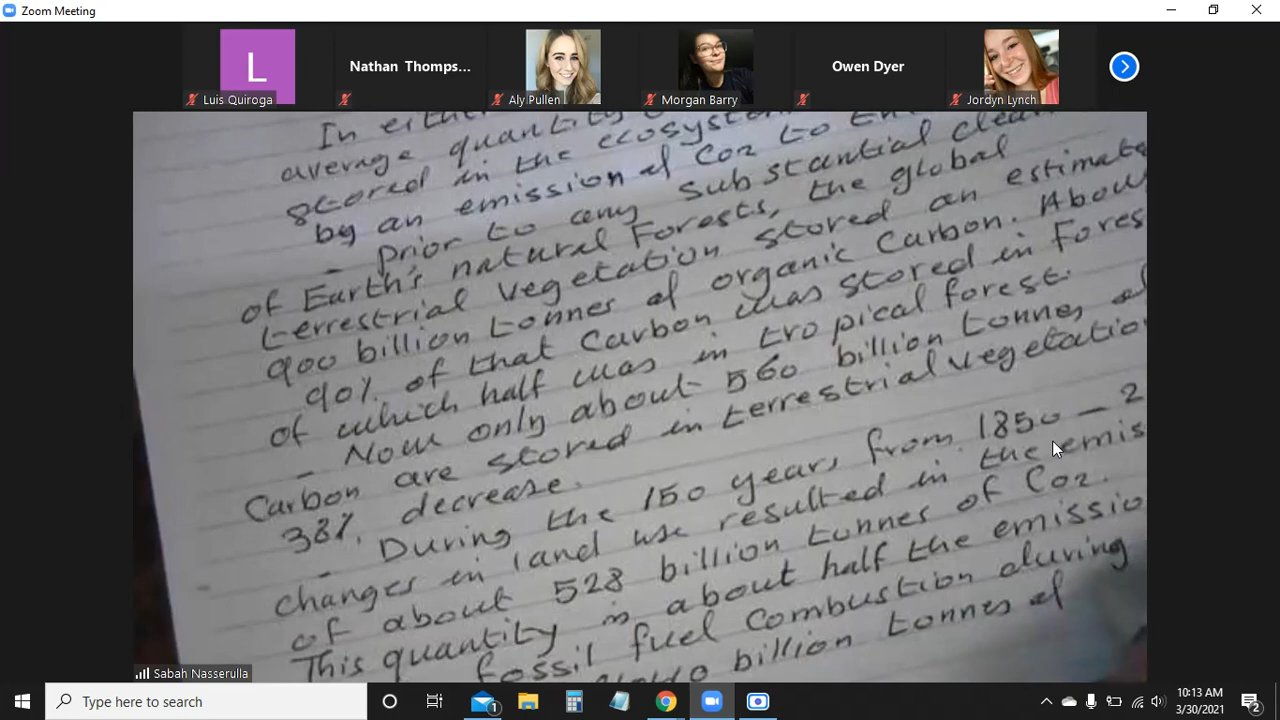 Zoom Meeting
L
Luis Quiroga
Nathan Thomps...
Aly Pullen
Morgan Barry
Owen Dyer
Jordyn Lynch
In
average quantity
stored in the ecosystem
by an emission of CO2 to
- Prior to any substantial
of Earth's natural Forests, the global
terrestrial vegetation stored an estimate
900 billion tonnes of organic Carbon. Abou
90% of that Carbon was stored in Fores
of which half was in tropical forest.
- Now only about 560 billion tonnes of
Carbon are stored in terrestrial vegetatio
38% decrease.
- During the 150 years from 1850 - 2
changes in land use resulted in the emis
of about 528 billion tonnes of CO2.
This quantity is about half the emissio
fossil fuel combustion during
billion tonnes of
Sabah Nasserulla
Type here to search
1
10:13 AM
3/30/2021
2